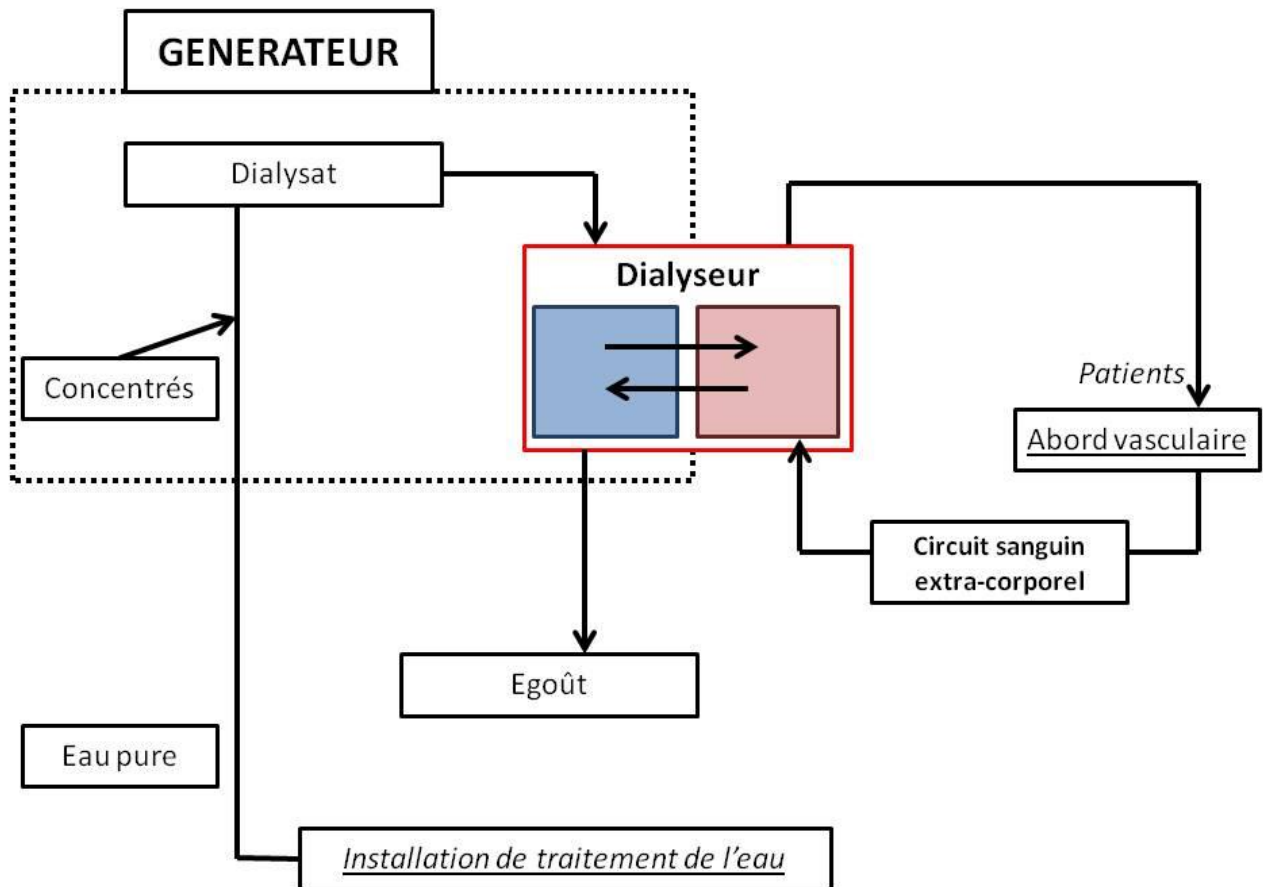 GENERATEUR
Dialysat
Dialyseur
Concentrés
Patients
Abord vasculaire
Circuit sanguin
extra-corporel
Egoût
Eau pure
Installation de traitement de l'eau